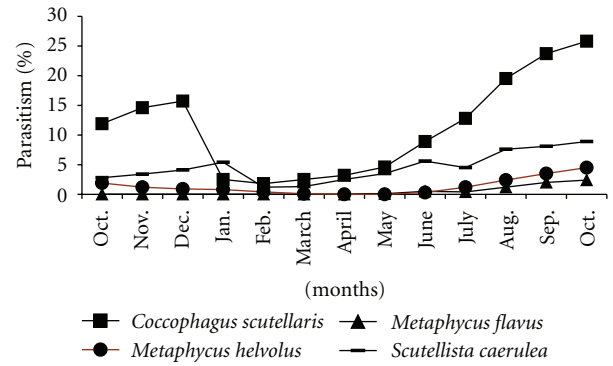 30
25
20
15
10
5
0
Parasitism (%)
Oct.
Nov.
Dec.
Jan.
Feb.
March
April
May
June
July
Aug.
Sep.
Oct.
(months)
Coccophagus scutellaris
Metaphycus flavus
Metaphycus helvolus
Scutellista caerulea